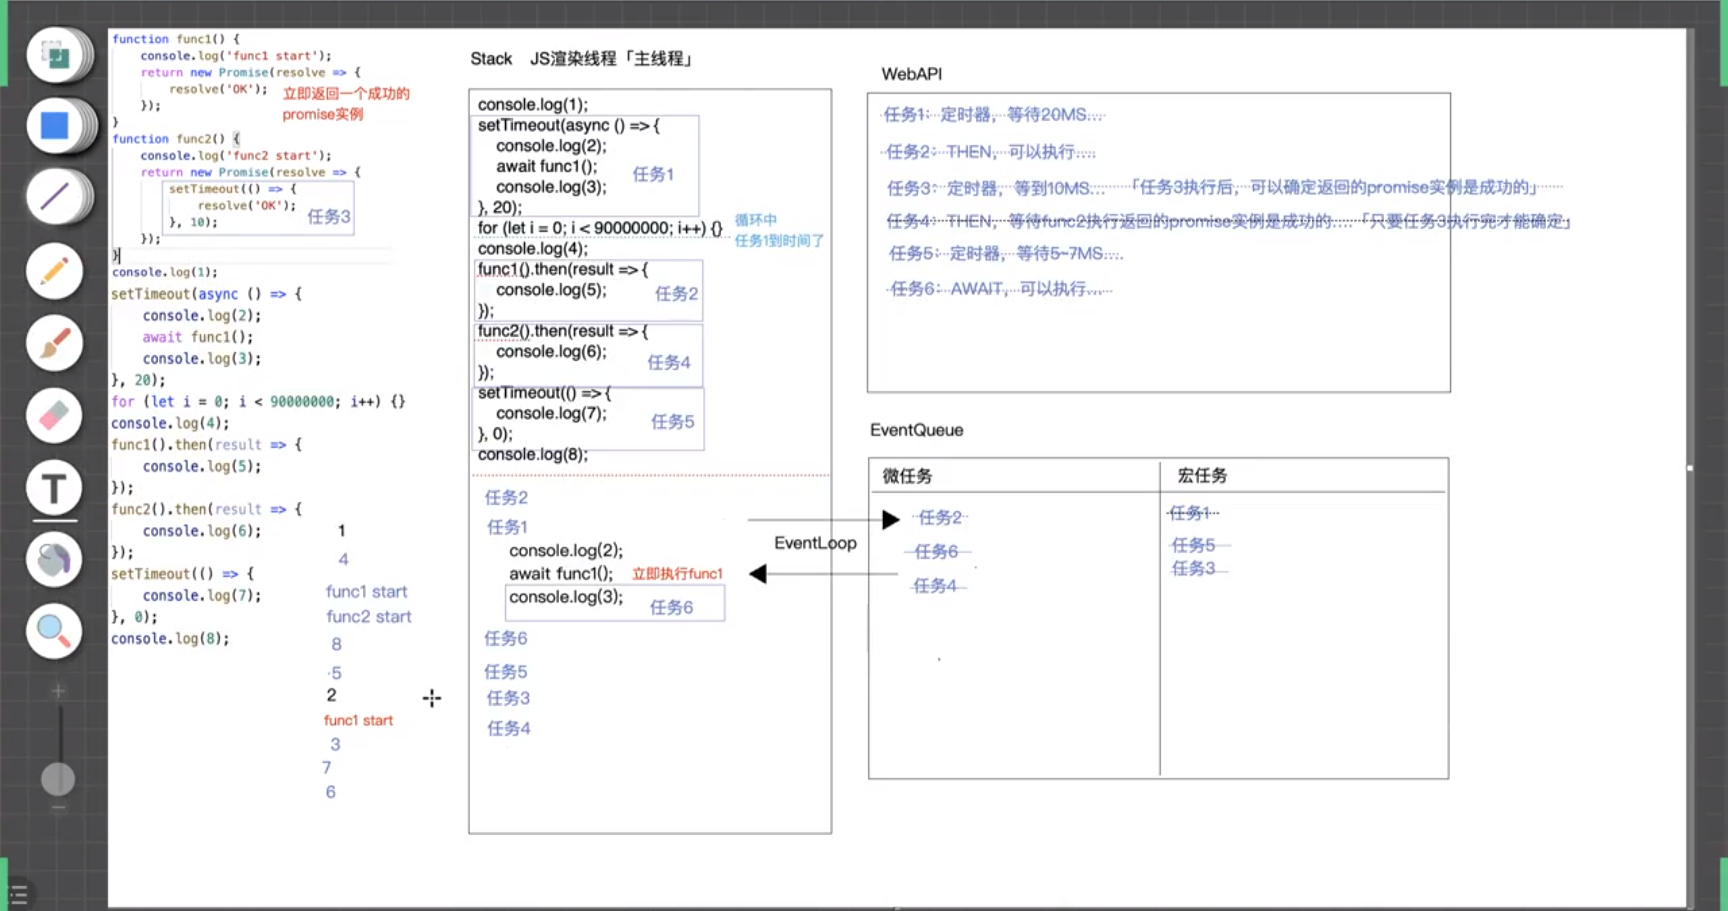 function func1() {
console.log('func1 start');
return new Promise(resolve => {
resolve('OK');
});
}
立即返回一个成功的
promise实例
function func2() {
console.log('func2 start');
return new Promise(resolve => {
setTimeout(() => {
resolve('OK');
}, 10);
任务3
});
}
console.log(1);
setTimeout(async () => {
console.log(2);
await func1();
console.log(3);
}, 20);
for (let i = 0; i < 90000000; i++) {}
console.log(4);
func1().then(result => {
console.log(5);
});
func2().then(result => {
console.log(6);
});
setTimeout(() => {
console.log(7);
}, 0);
console.log(8);
1
4
func1 start
func2 start
8
5
2
func1 start
3
7
6
Stack JS渲染线程「主线程」
console.log(1);
setTimeout(async () => {
console.log(2);
await func1();
console.log(3);
}, 20);
任务1
for (let i = 0; i < 90000000; i++) {}
循环中
任务1到时间了
console.log(4);
func1().then(result => {
console.log(5);
});
任务2
func2().then(result => {
console.log(6);
});
任务4
setTimeout(() => {
console.log(7);
}, 0);
任务5
console.log(8);
任务2
任务1
console.log(2);
await func1(); 立即执行func1
console.log(3);
任务6
任务6
任务5
任务3
任务4
EventLoop
WebAPI
任务1：定时器，等待20MS....
任务2：THEN，可以执行....
任务3：定时器，等到10MS.... 「任务3执行后，可以确定返回的promise实例是成功的」
任务4：THEN，等待func2执行返回的promise实例是成功的....「只要任务3执行完才能确定」
任务5：定时器，等待5~7MS....
任务6：AWAIT，可以执行....
EventQueue
微任务 宏任务
任务2 任务1
任务6 任务5
任务4 任务3
T